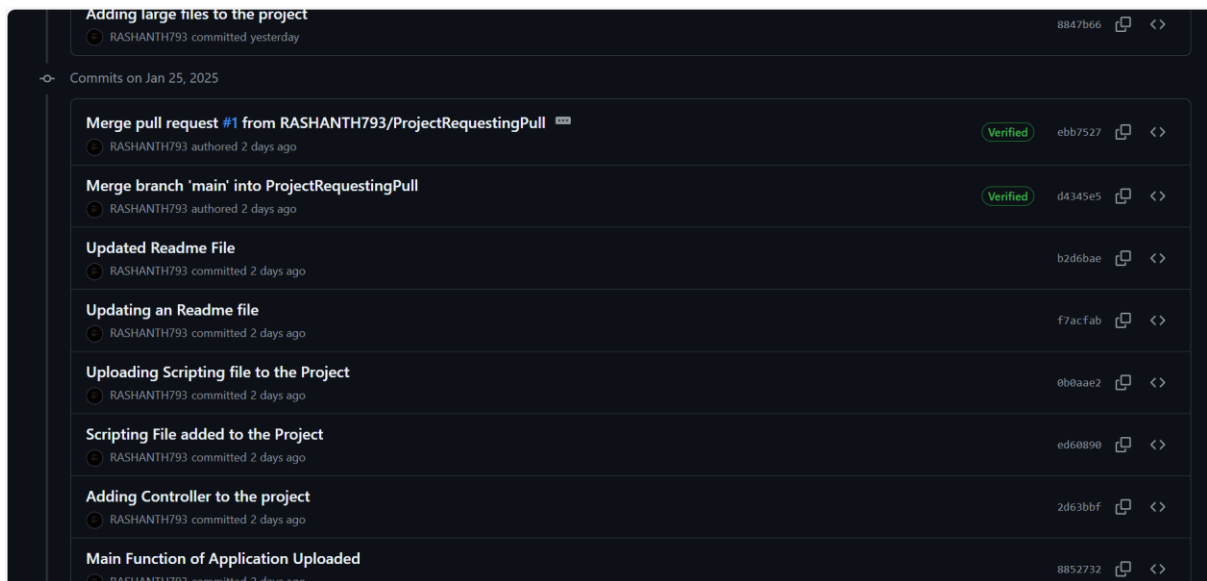 Adding large files to the project
8847b66
RASHANTH793 committed yesterday
Commits on Jan 25, 2025
Merge pull request #1 from RASHANTH793/ProjectRequestingPull
Verified ebb7527
RASHANTH793 authored 2 days ago
Merge branch 'main' into ProjectRequestingPull
Verified d4345e5
RASHANTH793 authored 2 days ago
Updated Readme File
b2d6bae
RASHANTH793 committed 2 days ago
Updating an Readme file
f7acfab
RASHANTH793 committed 2 days ago
Uploading Scripting file to the Project
0b0aae2
RASHANTH793 committed 2 days ago
Scripting File added to the Project
ed60890
RASHANTH793 committed 2 days ago
Adding Controller to the project
2d63bbf
RASHANTH793 committed 2 days ago
Main Function of Application Uploaded
8852732
RASHANTH793 committed 2 days ago